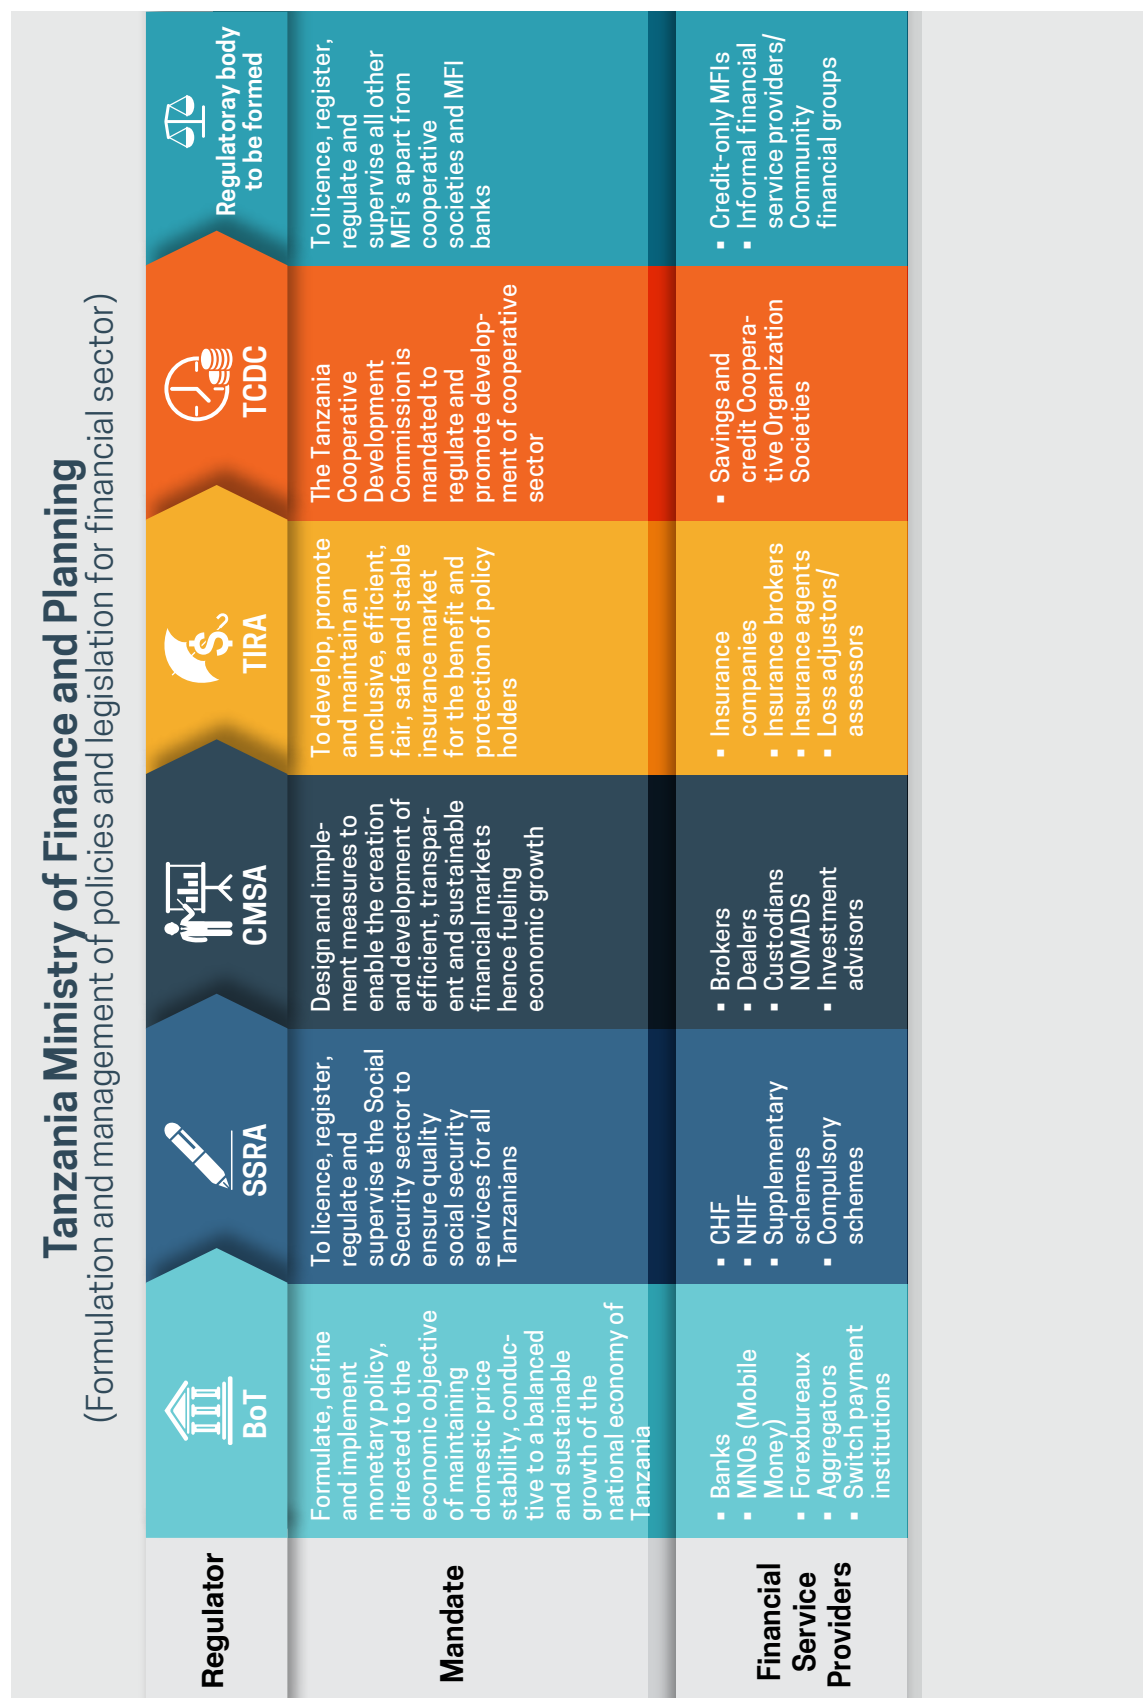 Tanzania Ministry of Finance and Planning
(Formulation and management of policies and legislation for financial sector)
Regulator
BoT
SSRA
CMSA
TIRA
TCDC
Regulatoray body
to be formed
Mandate
Formulate, define
and implement
monetary policy,
directed to the
economic objective
of maintaining
domestic price
stability, conduc-
tive to a balanced
and sustainable
growth of the
national economy of
Tanzania
To licence, register,
regulate and
supervise the Social
Security sector to
ensure quality
social security
services for all
Tanzanians
Design and imple-
ment measures to
enable the creation
and development of
efficient, transpar-
ent and sustainable
financial markets
hence fueling
economic growth
To develop, promote
and maintain an
unclusive, efficient,
fair, safe and stable
insurance market
for the benefit and
protection of policy
holders
The Tanzania
Cooperative
Development
Commission is
mandated to
regulate and
promote develop-
ment of cooperative
sector
To licence, register,
regulate and
supervise all other
MFI's apart from
cooperative
societies and MFI
banks
Financial
Service
Providers
▪ Banks
▪ MNOs (Mobile
Money)
▪ Forexbureaux
▪ Aggregators
▪ Switch payment
institutions
▪ CHF
▪ NHIF
▪ Supplementary
schemes
▪ Compulsory
schemes
▪ Brokers
▪ Dealers
▪ Custodians
NOMADS
▪ Investment
advisors
▪ Insurance
companies
▪ Insurance brokers
▪ Insurance agents
▪ Loss adjustors/
assessors
▪ Savings and
credit Coopera-
tive Organization
Societies
▪ Credit-only MFIs
▪ Informal financial
service providers/
Community
financial groups